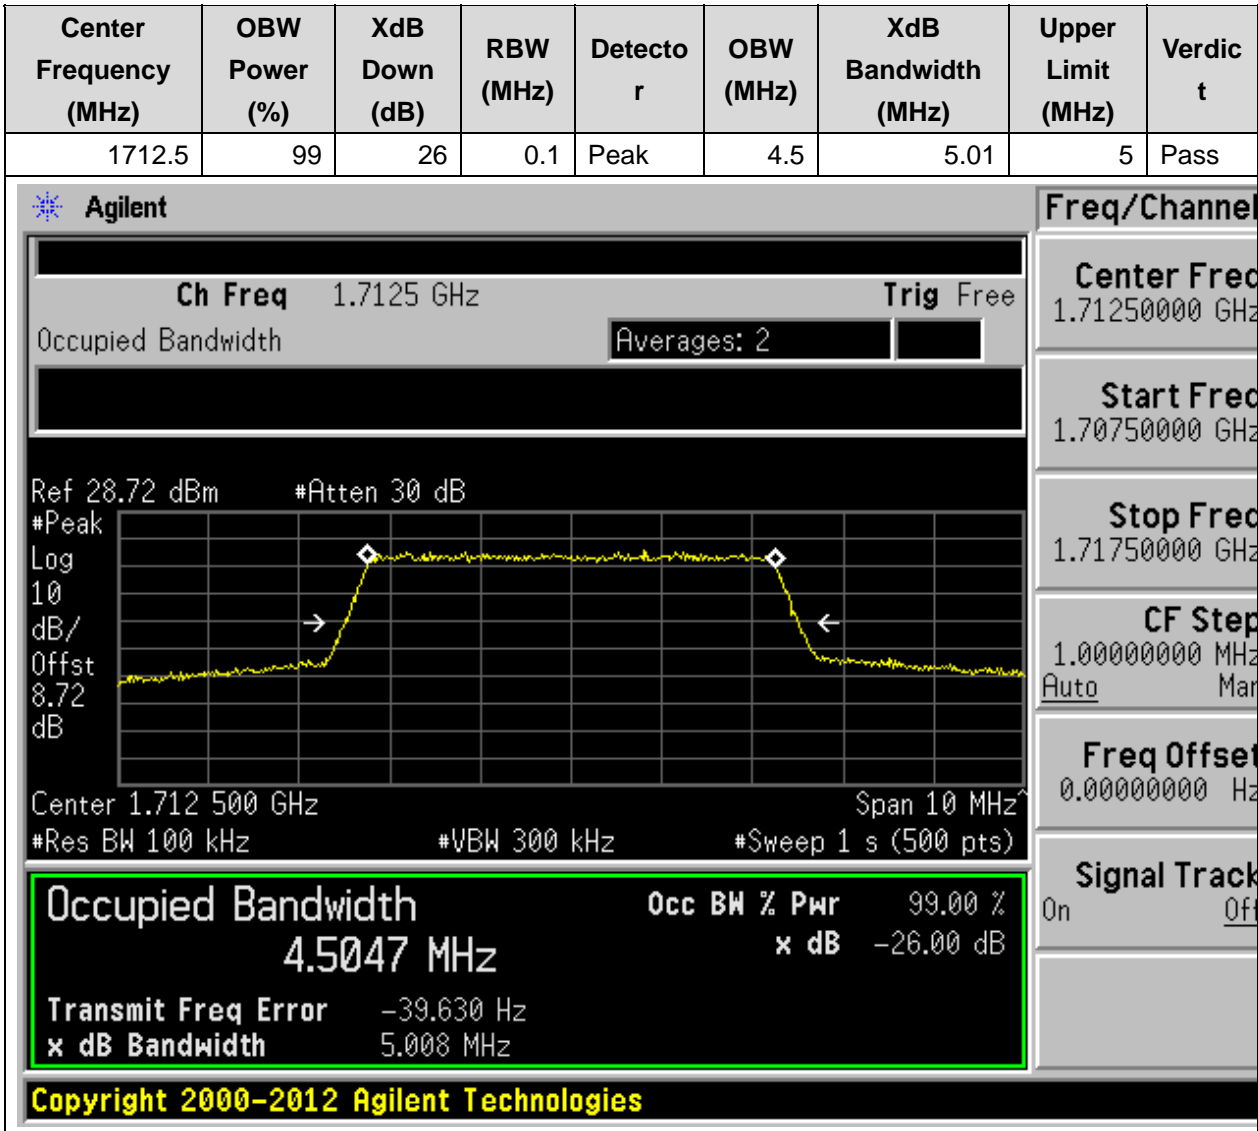 Center Frequency (MHz) OBW Power (%) XdB Down (dB) RBW (MHz) Detecto r OBW (MHz) XdB Bandwidth (MHz) Upper Limit (MHz) Verdic t
1712.5 99 26 0.1 Peak 4.5 5.01 5 Pass
Agilent
Freq/Channel
Ch Freq 1.7125 GHz Trig Free
Occupied Bandwidth Averages: 2
Center Freq
1.71250000 GHz
Start Freq
1.70750000 GHz
Stop Freq
1.71750000 GHz
CF Step
1.00000000 MHz
Auto Man
Freq Offset
0.00000000 Hz
Signal Track
On Off
Ref 28.72 dBm #Atten 30 dB
#Peak
Log
10
dB/
Offst
8.72
dB
Center 1.712 500 GHz Span 10 MHz^
#Res BW 100 kHz #VBW 300 kHz #Sweep 1 s (500 pts)
Occupied Bandwidth Occ BW % Pwr 99.00 %
4.5047 MHz x dB -26.00 dB
Transmit Freq Error -39.630 Hz
x dB Bandwidth 5.008 MHz
Copyright 2000-2012 Agilent Technologies